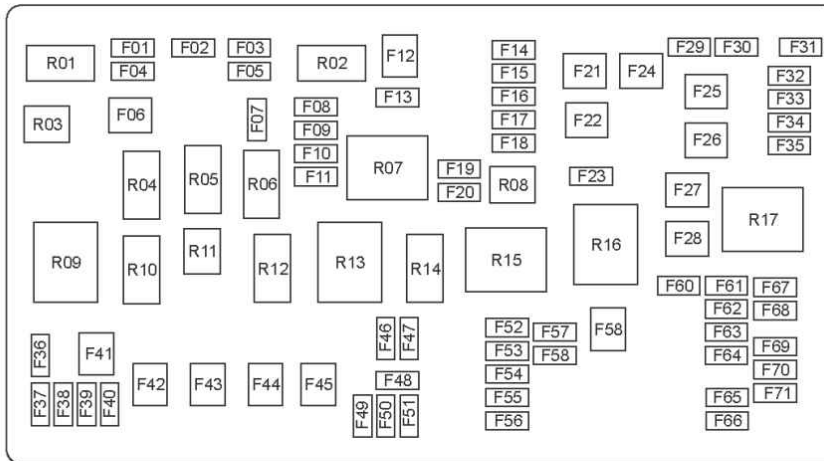 F01 F02 F03 F14 F29 F30 F31
R01 R02 F12
F04 F05 F15 F21 F24 F32
F13 F16 F25 F33
R03 F06 F07 F08 F17 F22 F34
F09 F18 F26 F35
F10
R04 R05 R06 F11 R07 F19 R08 F23
F20 F27 R17
R09 R10 R11 R12 R13 R14 R15 R16 F28
F60 F61 F67
F62 F68
F36 F41 F46 F47 F52 F57 F58 F63
F53 F58 F64 F69
F42 F43 F44 F45 F48 F54 F70
F37 F38 F39 F40 F49 F50 F51 F55 F65 F71
F56 F66